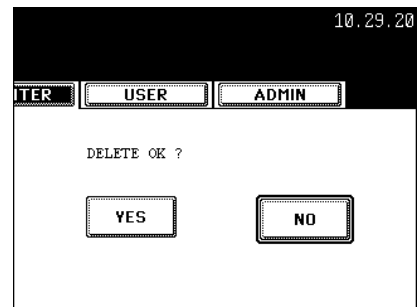 10.29.20
ITER USER ADMIN
DELETE OK ?
YES NO